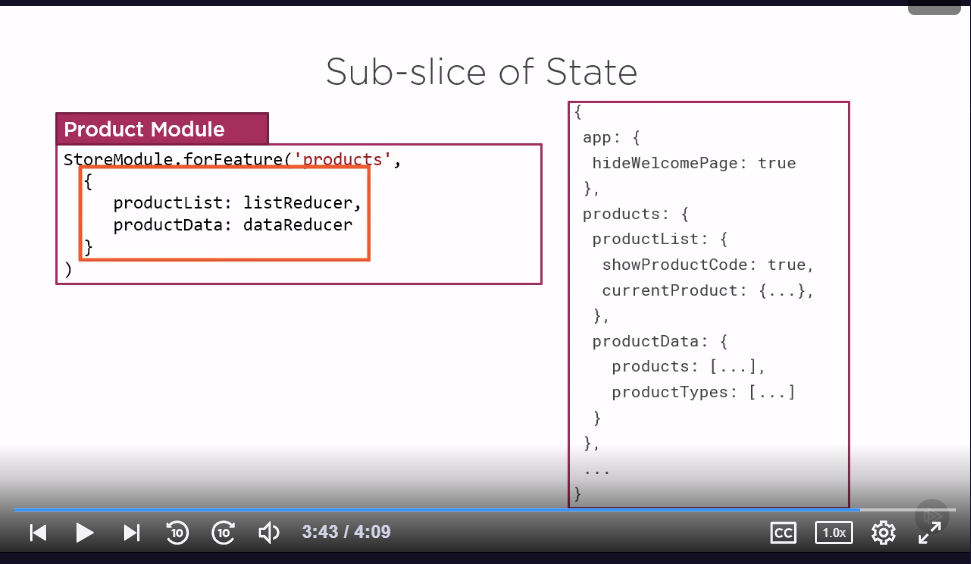 Sub-slice of State
Product Module
StoreModule.forFeature('products',
{
productList: listReducer,
productData: dataReducer
}
)
{
app: {
hideWelcomePage: true
},
products: {
productList: {
showProductCode: true,
currentProduct: {...},
},
productData: {
products: [...],
productTypes: [...]
}
},
...
}
10
10
3:43 / 4:09
CC
1.0x